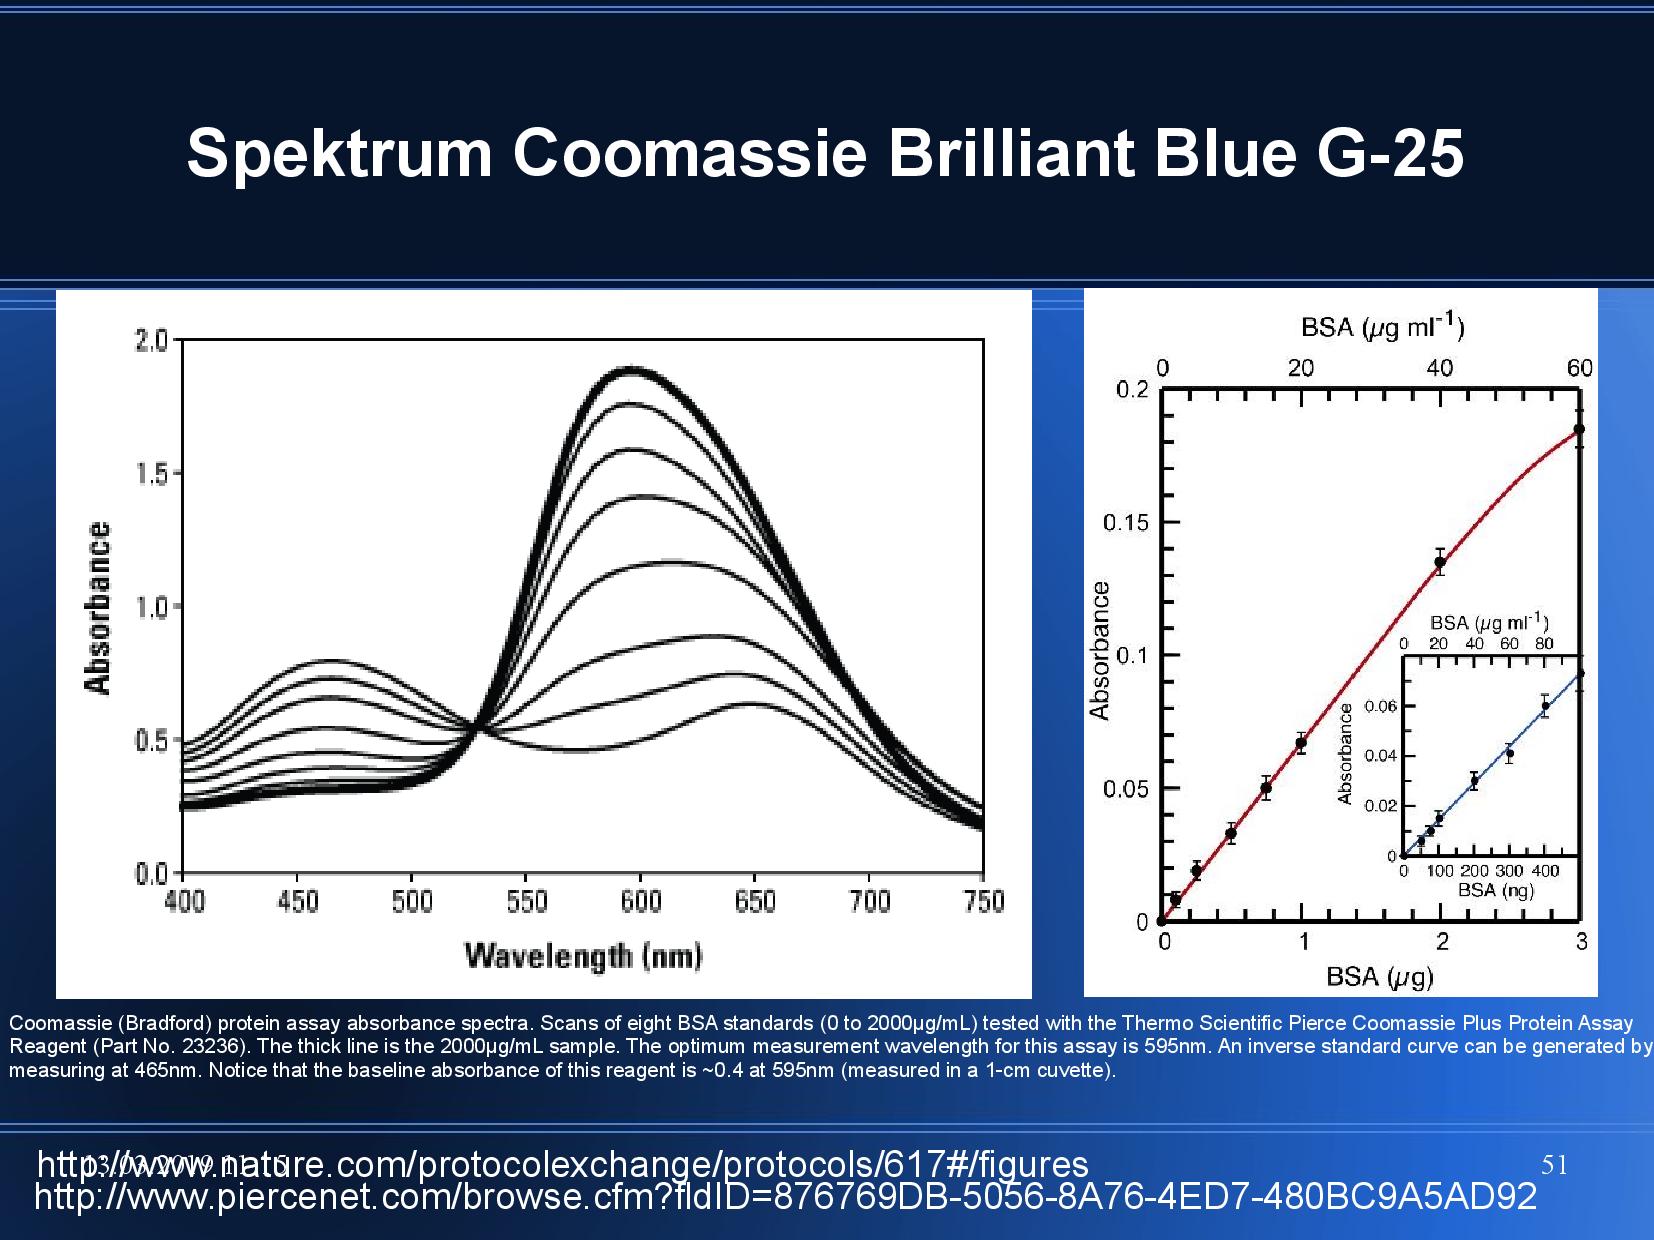 Spektrum Coomassie Brilliant Blue G-25
2.0
1.5
1.0
0.5
0.0
Absorbance
400 450 500 550 600 650 700 750
Wavelength (nm)
BSA (µg ml-1)
0 20 40 60
0.2
0.15
0.1
0.05
0
Absorbance
0 1 2 3
BSA (µg)
BSA (µg ml-1)
0 20 40 60 80
0.06
0.04
0.02
0
Absorbance
0 100 200 300 400
BSA (ng)
Coomassie (Bradford) protein assay absorbance spectra. Scans of eight BSA standards (0 to 2000µg/mL) tested with the Thermo Scientific Pierce Coomassie Plus Protein Assay
Reagent (Part No. 23236). The thick line is the 2000µg/mL sample. The optimum measurement wavelength for this assay is 595nm. An inverse standard curve can be generated by
measuring at 465nm. Notice that the baseline absorbance of this reagent is ~0.4 at 595nm (measured in a 1-cm cuvette).
http://www.nature.com/protocolexchange/protocols/617#/figures
51
http://www.piercenet.com/browse.cfm?fldID=876769DB-5056-8A76-4ED7-480BC9A5AD92